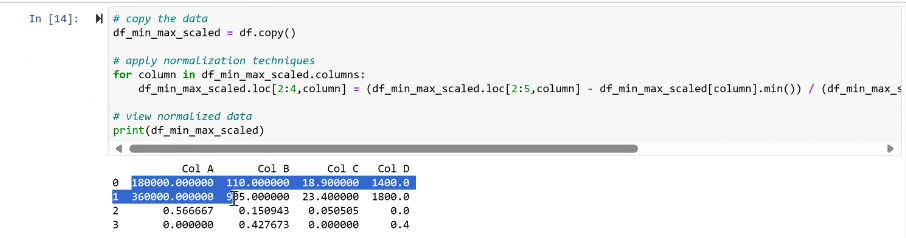 In [14]:
# copy the data
df_min_max_scaled = df.copy()
# apply normalization techniques
for column in df_min_max_scaled.columns:
df_min_max_scaled.loc[2:4,column] = (df_min_max_scaled.loc[2:5,column] - df_min_max_scaled[column].min()) / (df_min_max_s
# view normalized data
print(df_min_max_scaled)
Col A Col B Col C Col D
0 180000.000000 110.000000 18.900000 1400.0
1 360000.000000 905.000000 23.400000 1800.0
2 0.566667 0.150943 0.050505 0.0
3 0.000000 0.427673 0.000000 0.4